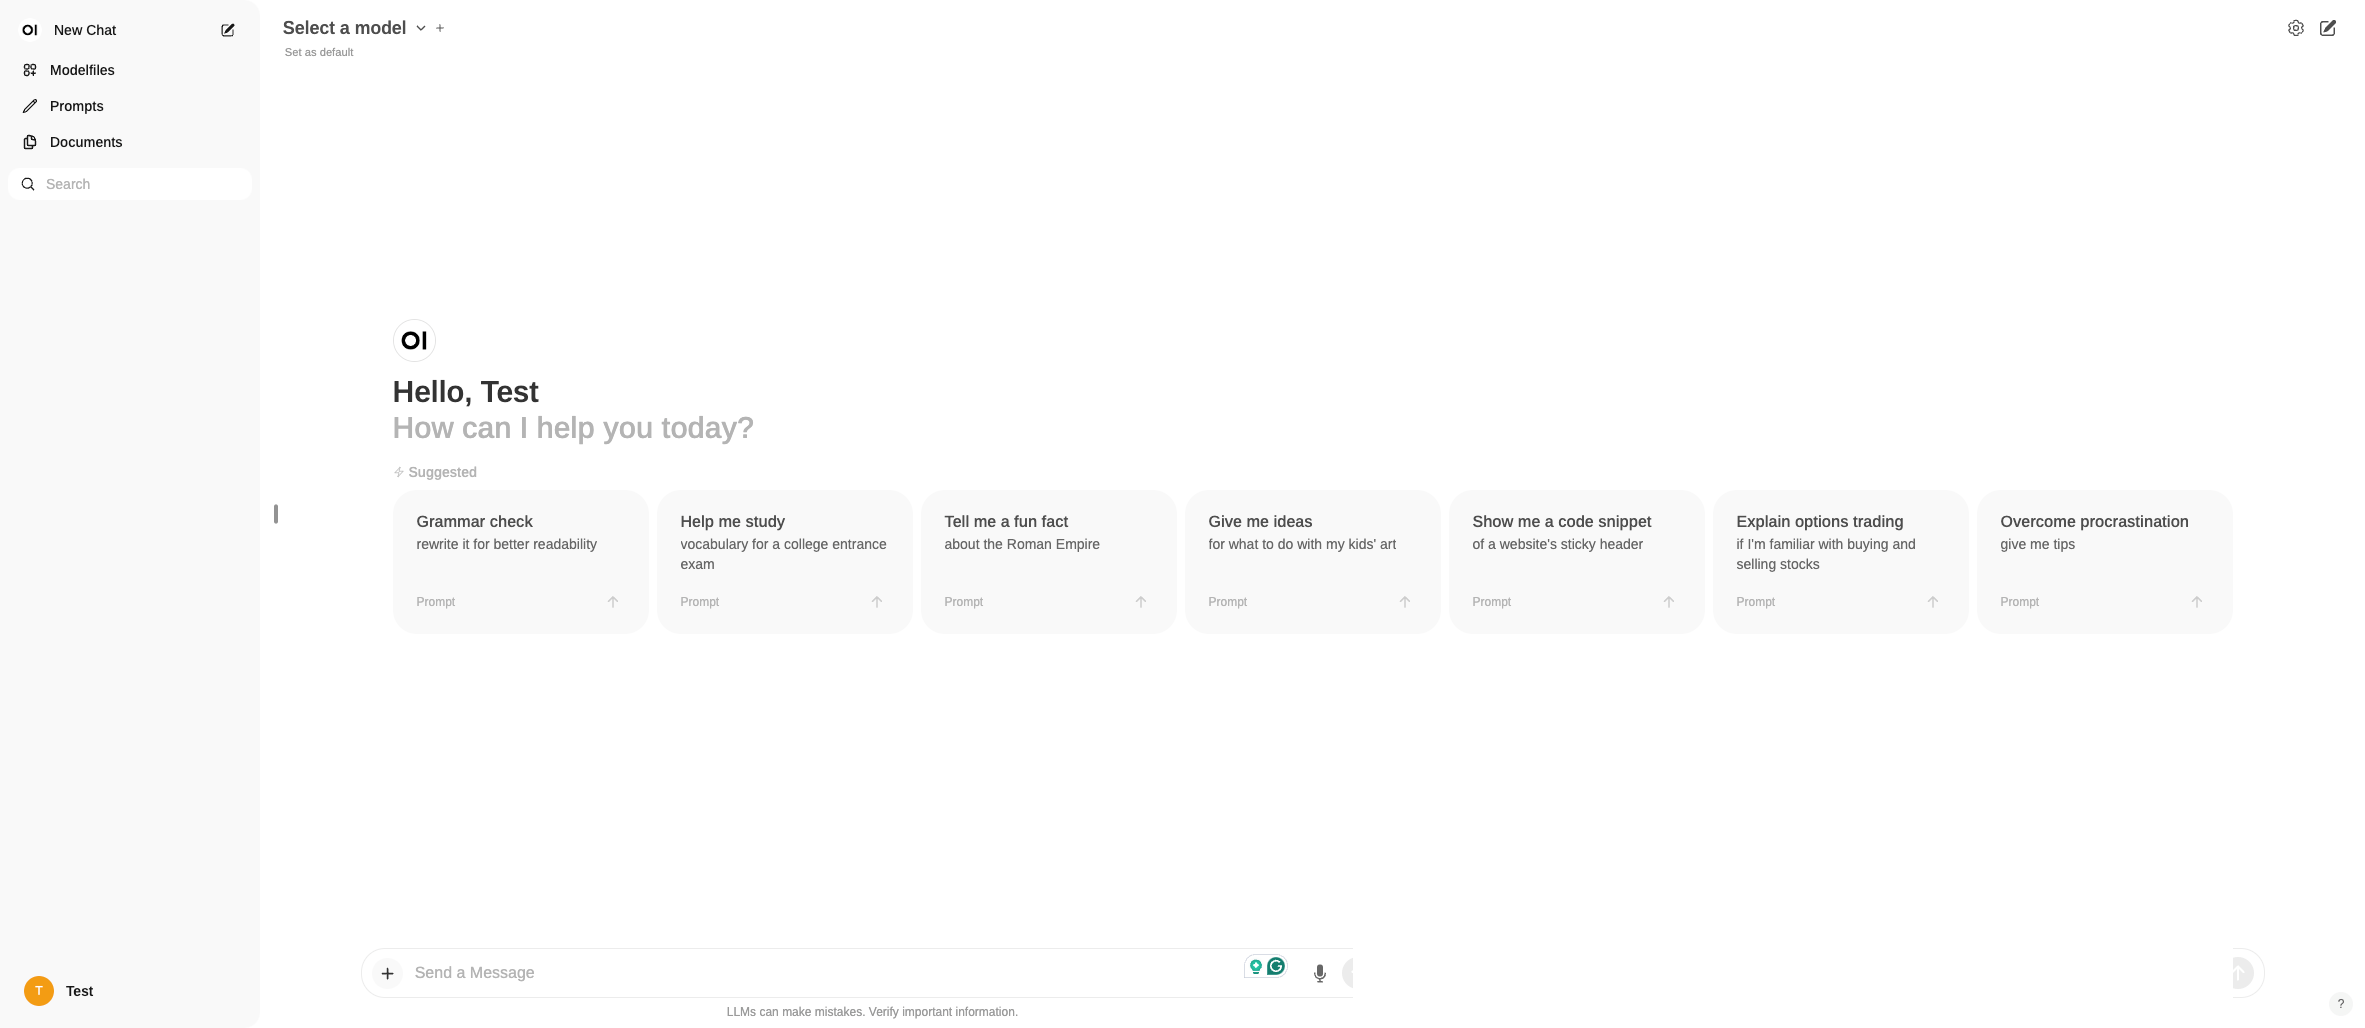 OI New Chat
Modelfiles
Prompts
Documents
Search
Select a model
Set as default
OI
Hello, Test
How can I help you today?
Suggested
Grammar check
rewrite it for better readability
Prompt
Help me study
vocabulary for a college entrance
exam
Prompt
Tell me a fun fact
about the Roman Empire
Prompt
Give me ideas
for what to do with my kids' art
Prompt
Show me a code snippet
of a website's sticky header
Prompt
Explain options trading
if I'm familiar with buying and
selling stocks
Prompt
Overcome procrastination
give me tips
Prompt
Send a Message
LLMs can make mistakes. Verify important information.
T Test
?